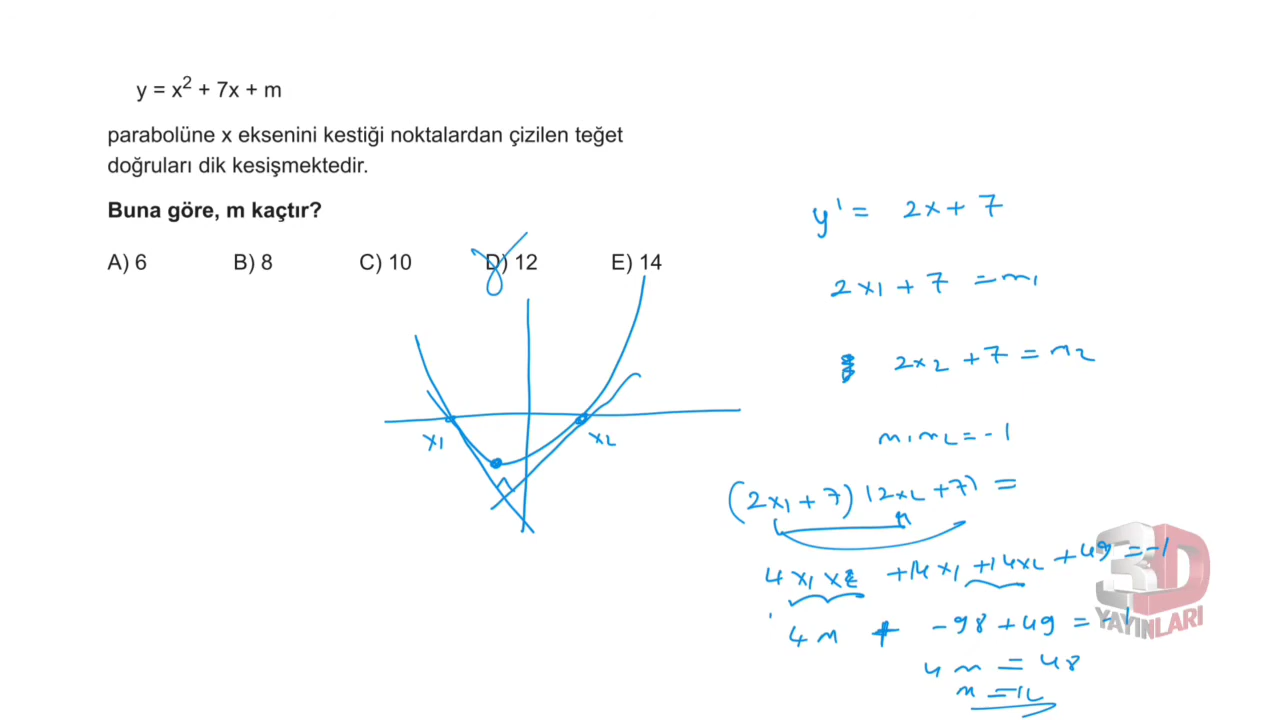 y = x² + 7x + m
parabolüne x eksenini kestiği noktalardan çizilen teğet
doğruları dik kesişmektedir.
Buna göre, m kaçtır?
A) 6 B) 8 C) 10 D) 12 E) 14
x1 x2
y' = 2x + 7
2x1 + 7 = m1
2x2 + 7 = m2
m1 m2 = -1
(2x1 + 7) (2x2 + 7) =
4x1x2 + 14x1 + 14x2 + 49 = -1
4m + -98 + 49 = -1
4m = 48
m = 12
3D
YAYINLARI